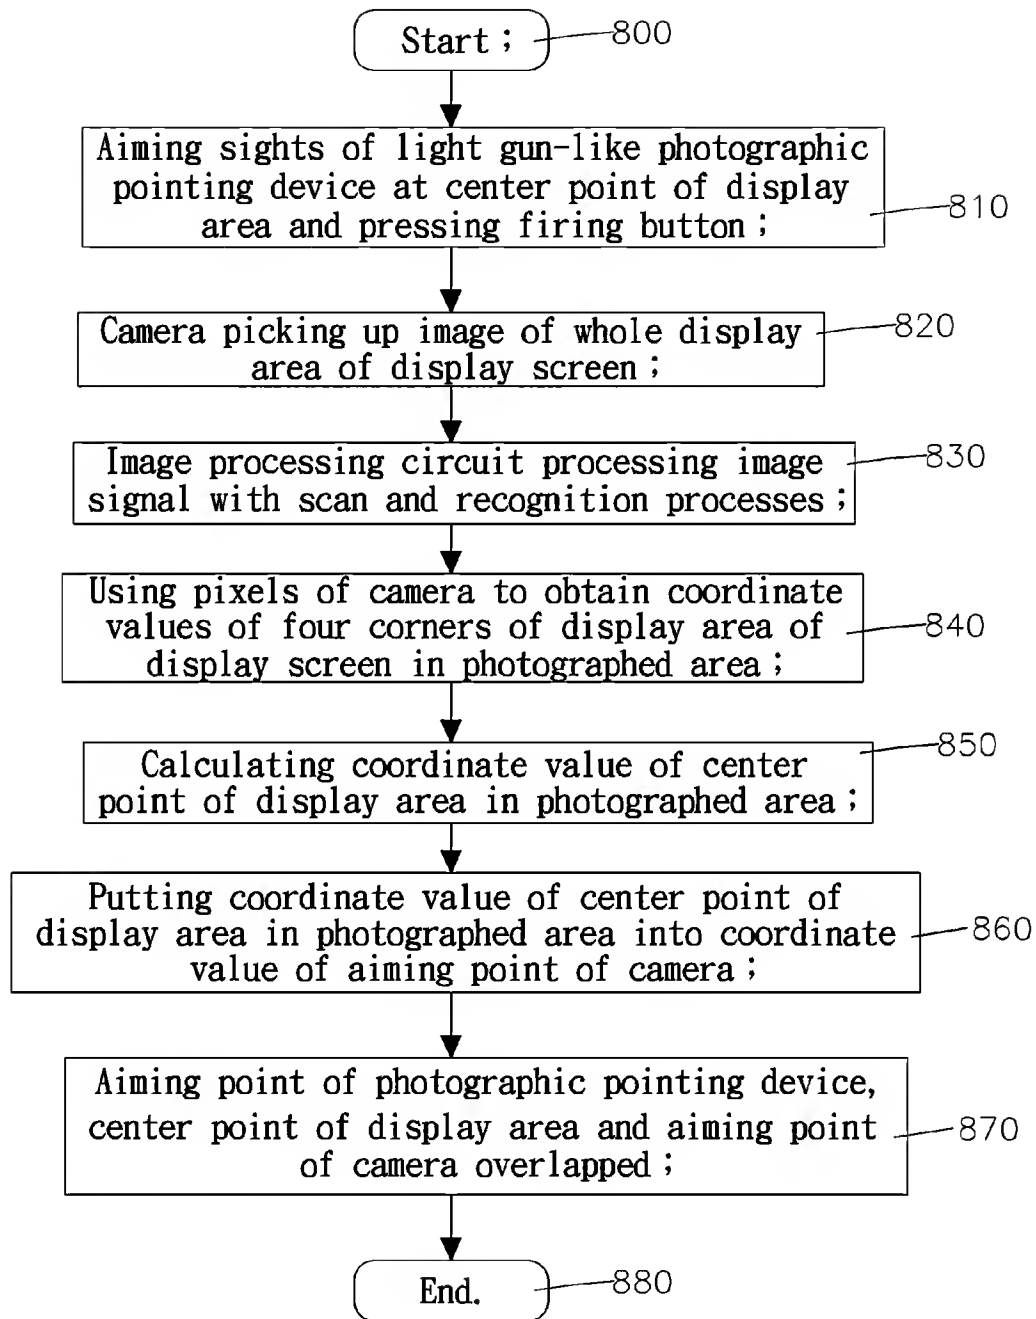 Start;
800
Aiming sights of light gun-like photographic
pointing device at center point of display
area and pressing firing button;
810
Camera picking up image of whole display
area of display screen;
820
Image processing circuit processing image
signal with scan and recognition processes;
830
Using pixels of camera to obtain coordinate
values of four corners of display area of
display screen in photographed area;
840
Calculating coordinate value of center
point of display area in photographed area;
850
Putting coordinate value of center point of
display area in photographed area into coordinate
value of aiming point of camera;
860
Aiming point of photographic pointing device,
center point of display area and aiming point
of camera overlapped;
870
End.
880